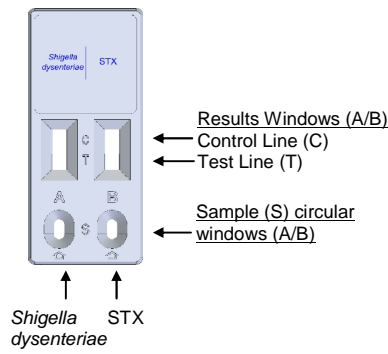 Shigella
dysenteriae
STX
Results Windows (A/B)
C
Control Line (C)
T
Test Line (T)
A B
S
Sample (S) circular
windows (A/B)
Shigella STX
dysenteriae